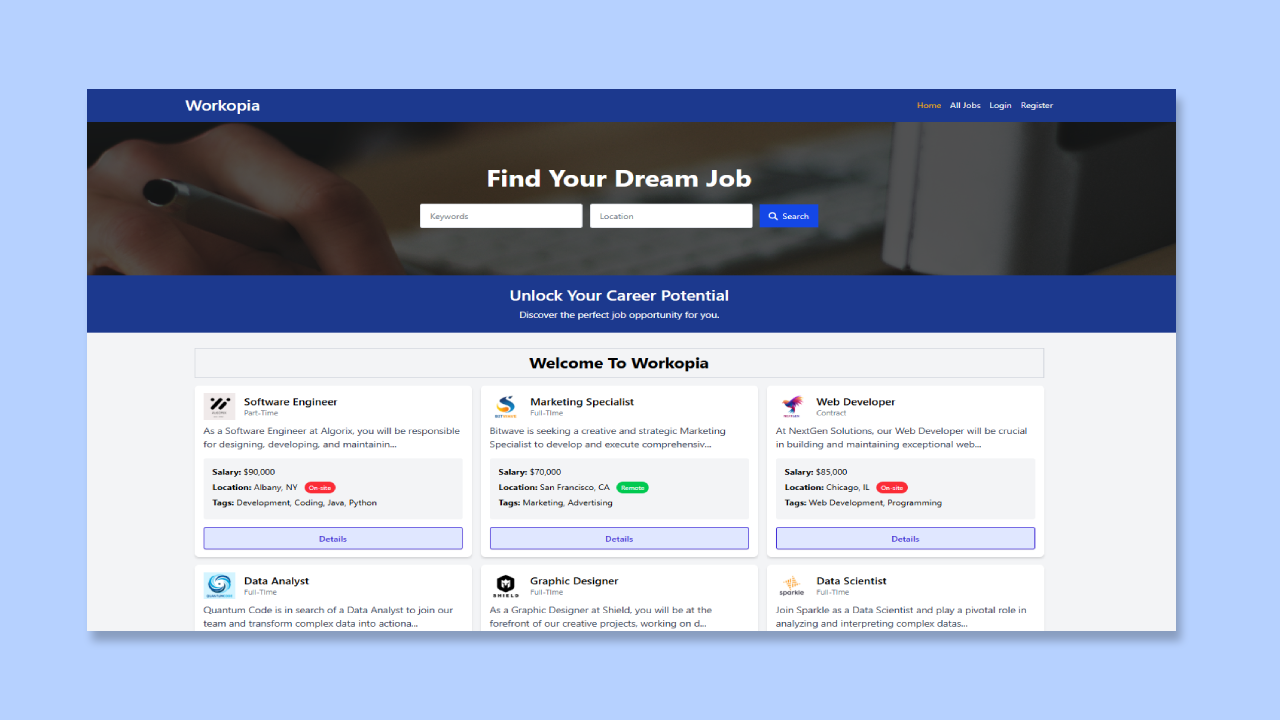 Workopia
Home All Jobs Login Register
Find Your Dream Job
Keywords Location Search
Unlock Your Career Potential
Discover the perfect job opportunity for you.
Welcome To Workopia
Software Engineer
Part-Time
As a Software Engineer at Algorix, you will be responsible
for designing, developing, and maintainin...
Salary: $90,000
Location: Albany, NY On-site
Tags: Development, Coding, Java, Python
Details
Marketing Specialist
Full-Time
Bitwave is seeking a creative and strategic Marketing
Specialist to develop and execute comprehensiv...
Salary: $70,000
Location: San Francisco, CA Remote
Tags: Marketing, Advertising
Details
Web Developer
Contract
At NextGen Solutions, our Web Developer will be crucial
in building and maintaining exceptional web...
Salary: $85,000
Location: Chicago, IL On-site
Tags: Web Development, Programming
Details
Data Analyst
Full-Time
Quantum Code is in search of a Data Analyst to join our
team and transform complex data into actiona...
SHIELD
Graphic Designer
Full-Time
As a Graphic Designer at Shield, you will be at the
forefront of our creative projects, working on d...
sparkle
Data Scientist
Full-Time
Join Sparkle as a Data Scientist and play a pivotal role in
analyzing and interpreting complex datas...